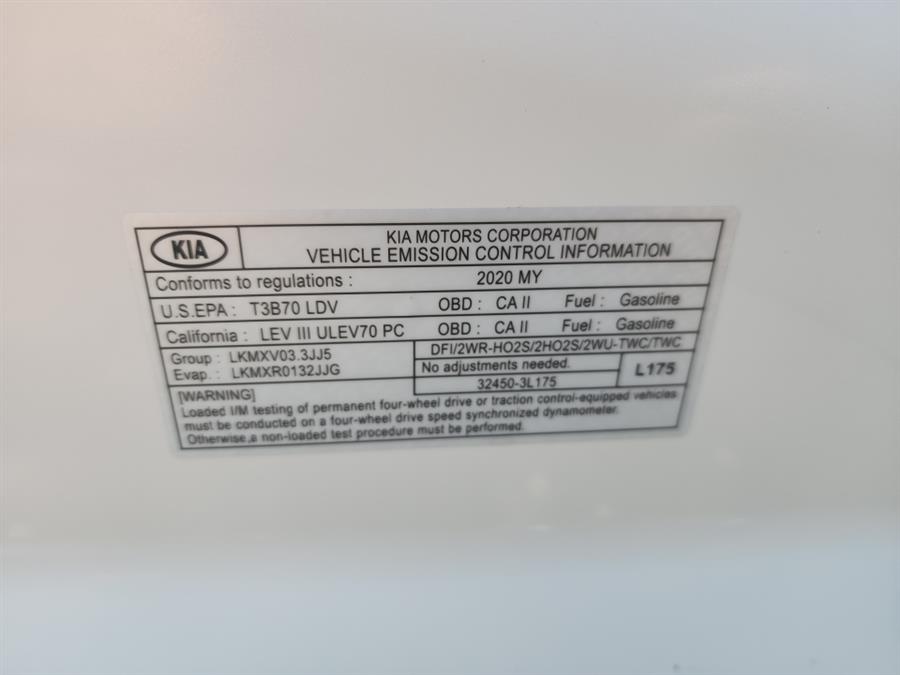 KIA
KIA MOTORS CORPORATION
VEHICLE EMISSION CONTROL INFORMATION
Conforms to regulations : 2020 MY
U.S.EPA : T3B70 LDV OBD : CA II Fuel : Gasoline
California : LEV III ULEV70 PC OBD : CA II Fuel : Gasoline
Group : LKMXV03.3JJ5
Evap. : LKMXR0132JJG
DFI/2WR-HO2S/2HO2S/2WU-TWC/TWC
No adjustments needed.
32450-3L175
L175
[WARNING]
Loaded I/M testing of permanent four-wheel drive or traction control-equipped vehicles
must be conducted on a four-wheel drive speed synchronized dynamometer.
Otherwise,a non-loaded test procedure must be performed.